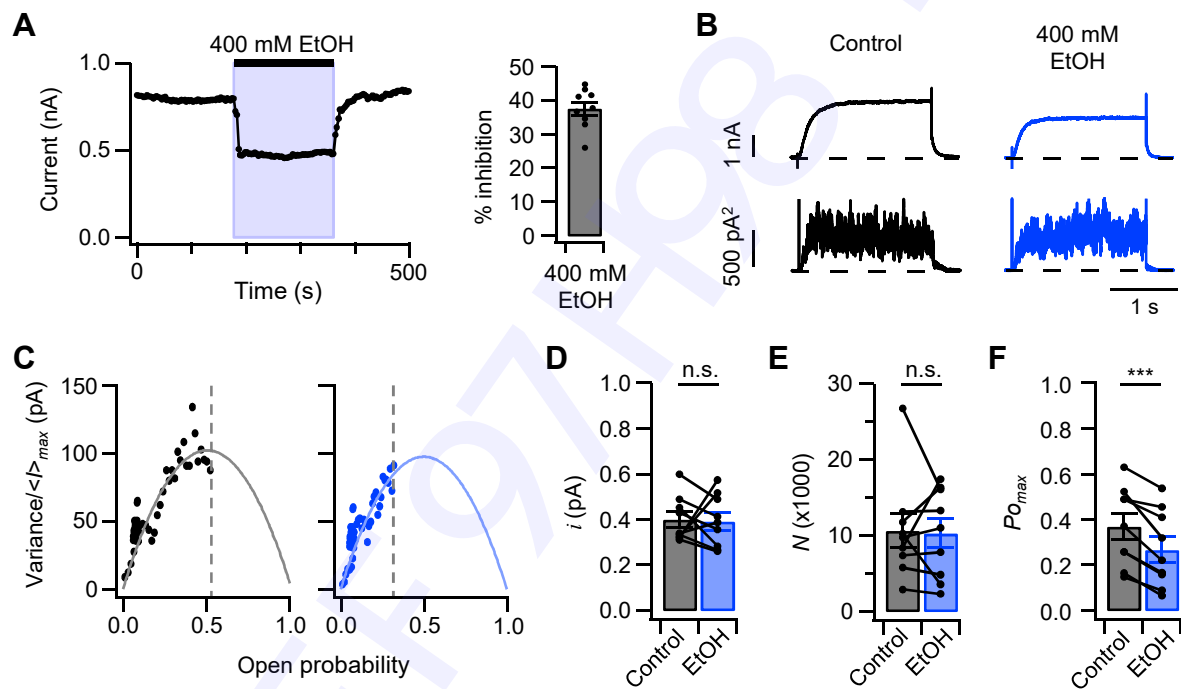 A
400 mM EtOH
Current (nA)
1.0
0.5
0.0
0
500
Time (s)
% inhibition
50
40
30
20
10
0
400 mM
EtOH
B
Control
400 mM
EtOH
1 nA
500 pA²
1 s
C
Variance/<I>max (pA)
150
100
50
0
0.0
0.5
1.0
0.0
0.5
1.0
Open probability
D
n.s.
i (pA)
1.0
0.8
0.6
0.4
0.2
0.0
Control
EtOH
E
n.s.
N (x1000)
30
20
10
0
Control
EtOH
F
***
Pomax
1.0
0.8
0.6
0.4
0.2
0.0
Control
EtOH